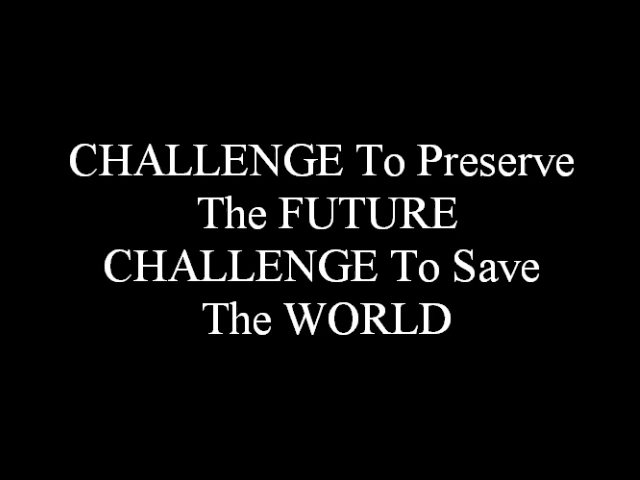 CHALLENGE To Preserve
The FUTURE
CHALLENGE To Save
The WORLD